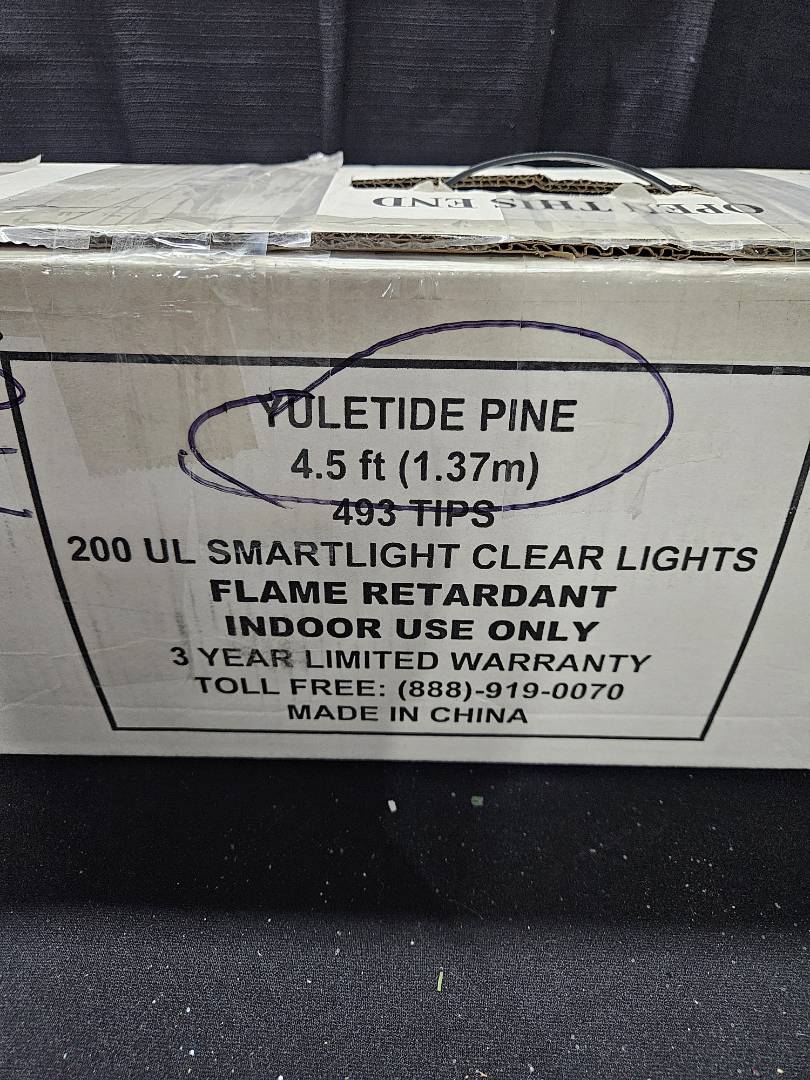 OPEN THIS END
YULETIDE PINE
4.5 ft (1.37m)
493 TIPS
200 UL SMARTLIGHT CLEAR LIGHTS
FLAME RETARDANT
INDOOR USE ONLY
3 YEAR LIMITED WARRANTY
TOLL FREE: (888)-919-0070
MADE IN CHINA